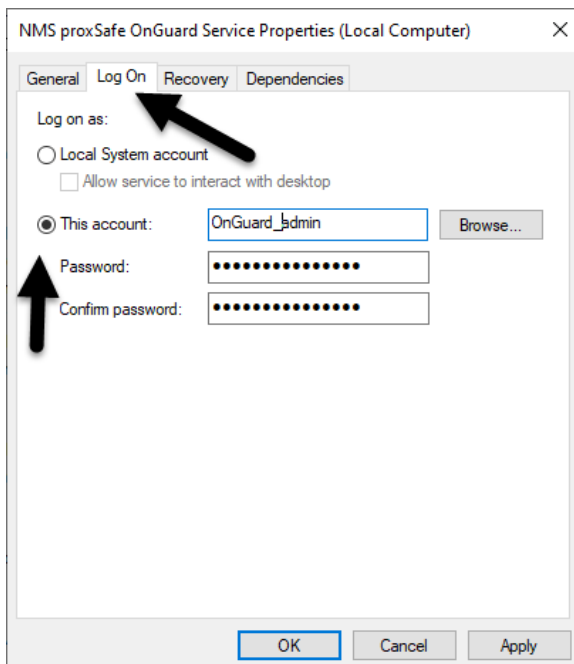 NMS proxSafe OnGuard Service Properties (Local Computer)
General Log On Recovery Dependencies
Log on as:
Local System account
Allow service to interact with desktop
This account: OnGuard_admin Browse...
Password: •••••••••••••••
Confirm password: •••••••••••••••
OK Cancel Apply